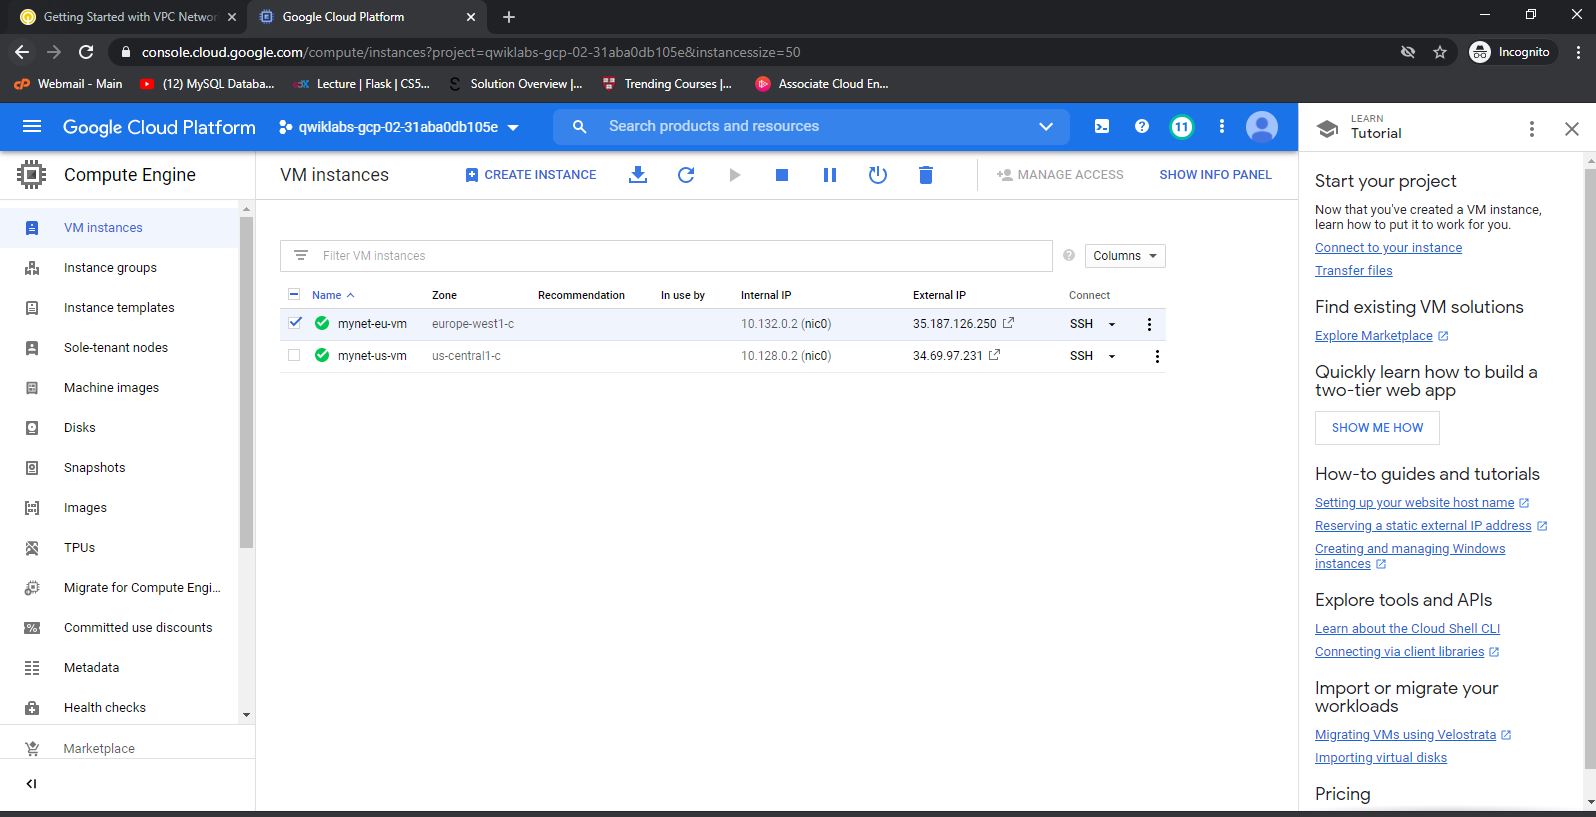 Getting Started with VPC Networ
Google Cloud Platform
console.cloud.google.com/compute/instances?project=qwiklabs-gcp-02-31aba0db105e&instancessize=50
Incognito
Webmail - Main
(12) MySQL Databa...
Lecture | Flask | CS5...
Solution Overview |...
Trending Courses |...
Associate Cloud En...
Google Cloud Platform
qwiklabs-gcp-02-31aba0db105e
Search products and resources
11
LEARN
Tutorial
Compute Engine
VM instances
CREATE INSTANCE
MANAGE ACCESS
SHOW INFO PANEL
VM instances
Instance groups
Instance templates
Sole-tenant nodes
Machine images
Disks
Snapshots
Images
TPUs
Migrate for Compute Engi...
Committed use discounts
Metadata
Health checks
Marketplace
Filter VM instances
Columns
Name Zone Recommendation In use by Internal IP External IP Connect
mynet-eu-vm europe-west1-c 10.132.0.2 (nic0) 35.187.126.250 SSH
mynet-us-vm us-central1-c 10.128.0.2 (nic0) 34.69.97.231 SSH
Start your project
Now that you've created a VM instance,
learn how to put it to work for you.
Connect to your instance
Transfer files
Find existing VM solutions
Explore Marketplace
Quickly learn how to build a
two-tier web app
SHOW ME HOW
How-to guides and tutorials
Setting up your website host name
Reserving a static external IP address
Creating and managing Windows
instances
Explore tools and APIs
Learn about the Cloud Shell CLI
Connecting via client libraries
Import or migrate your
workloads
Migrating VMs using Velostrata
Importing virtual disks
Pricing